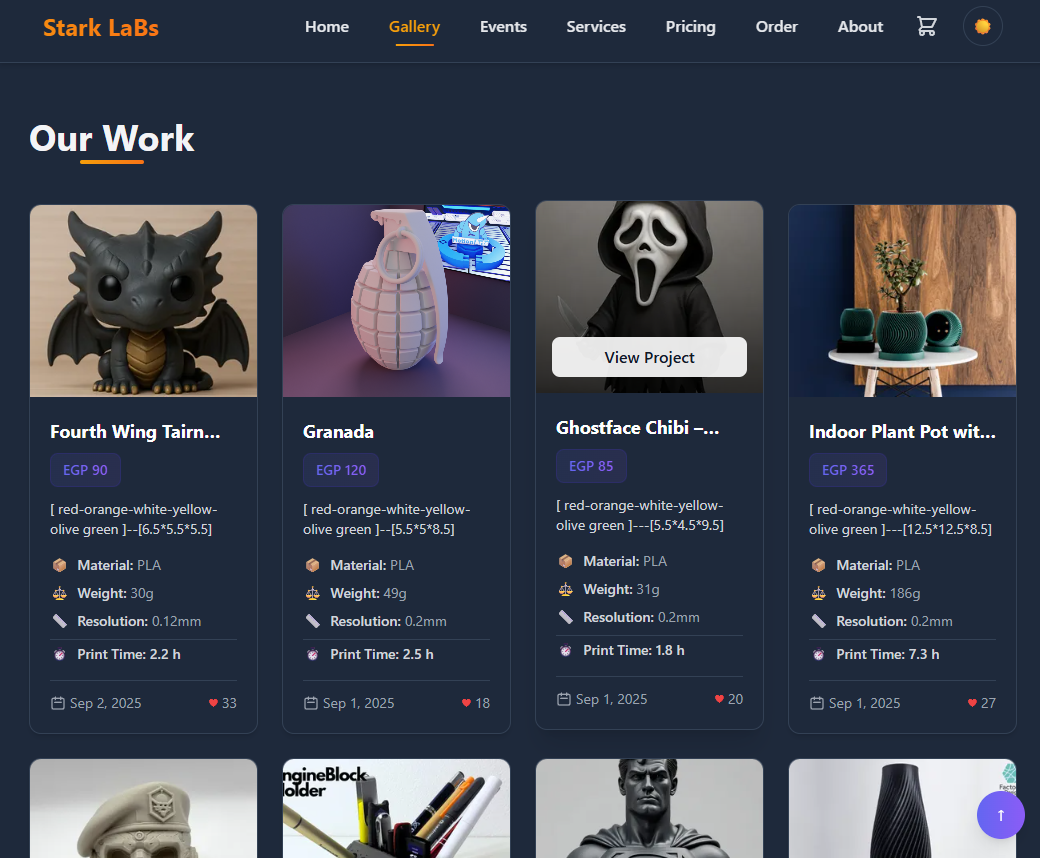 Stark LaBs
Home
Gallery
Events
Services
Pricing
Order
About
Our Work
View Project
Fourth Wing Tairn...
EGP 90
[ red-orange-white-yellow-
olive green ]--[6.5*5.5*5.5]
Material: PLA
Weight: 30g
Resolution: 0.12mm
Print Time: 2.2 h
Sep 2, 2025
33
Granada
EGP 120
[ red-orange-white-yellow-
olive green ]--[5.5*5*8.5]
Material: PLA
Weight: 49g
Resolution: 0.2mm
Print Time: 2.5 h
Sep 1, 2025
18
Ghostface Chibi –...
EGP 85
[ red-orange-white-yellow-
olive green ]---[5.5*4.5*9.5]
Material: PLA
Weight: 31g
Resolution: 0.2mm
Print Time: 1.8 h
Sep 1, 2025
20
Indoor Plant Pot wit...
EGP 365
[ red-orange-white-yellow-
olive green ]---[12.5*12.5*8.5]
Material: PLA
Weight: 186g
Resolution: 0.2mm
Print Time: 7.3 h
Sep 1, 2025
27
ngineBlock
older
↑